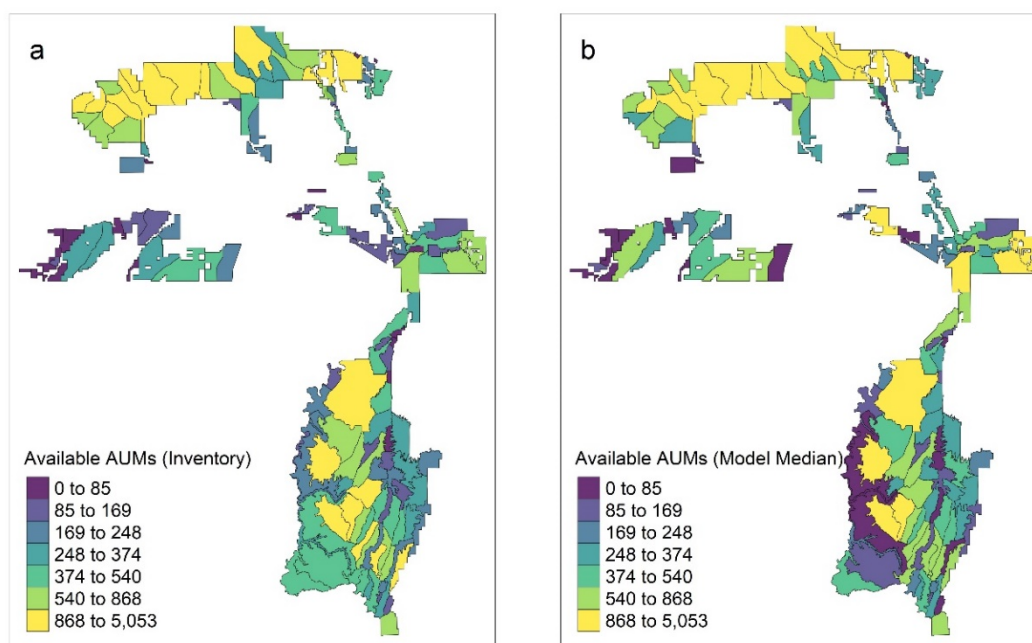 a
Available AUMs (Inventory)
0 to 85
85 to 169
169 to 248
248 to 374
374 to 540
540 to 868
868 to 5,053
b
Available AUMs (Model Median)
0 to 85
85 to 169
169 to 248
248 to 374
374 to 540
540 to 868
868 to 5,053